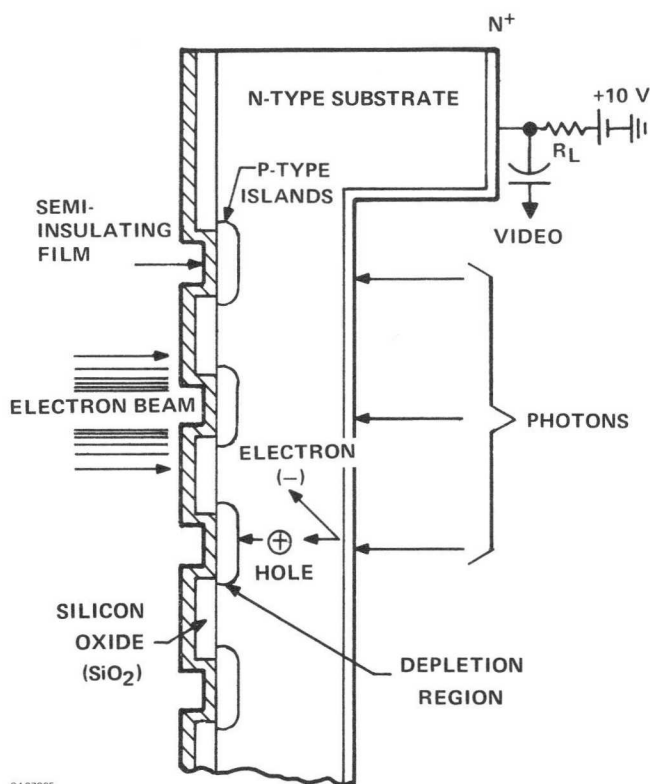 N+
N-TYPE SUBSTRATE
+10 V
RL
VIDEO
P-TYPE
ISLANDS
SEMI-
INSULATING
FILM
ELECTRON BEAM
PHOTONS
ELECTRON
(−)
+
HOLE
SILICON
OXIDE
(SiO2)
DEPLETION
REGION